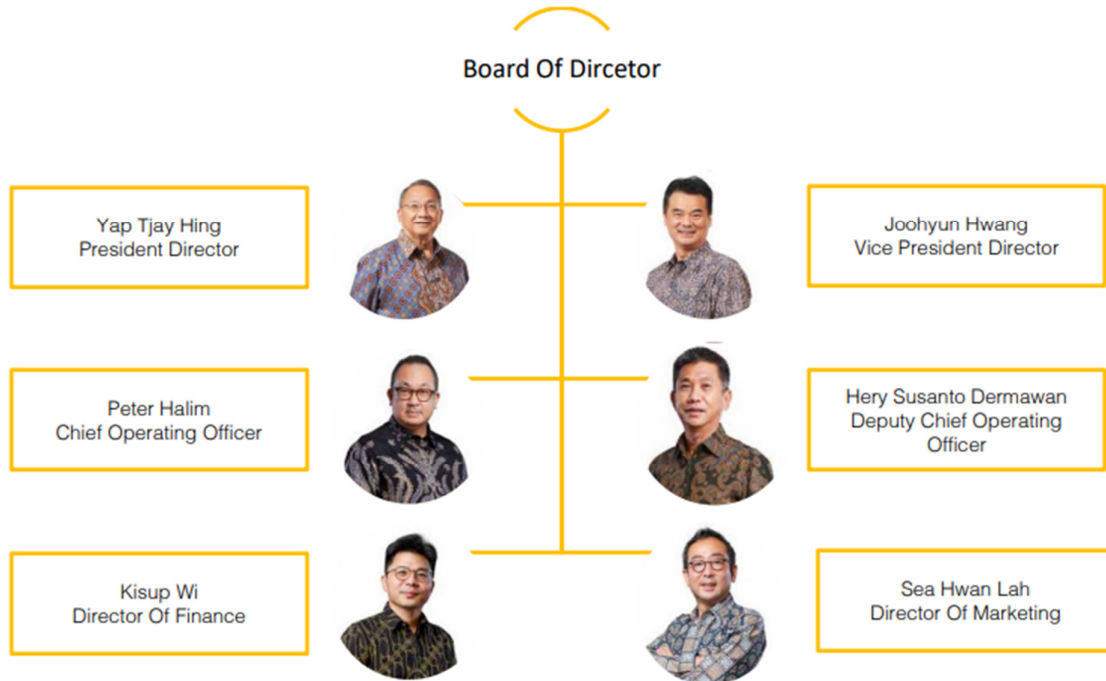 Board Of Dircetor
Yap Tjay Hing
President Director
Joohyun Hwang
Vice President Director
Peter Halim
Chief Operating Officer
Hery Susanto Dermawan
Deputy Chief Operating
Officer
Kisup Wi
Director Of Finance
Sea Hwan Lah
Director Of Marketing